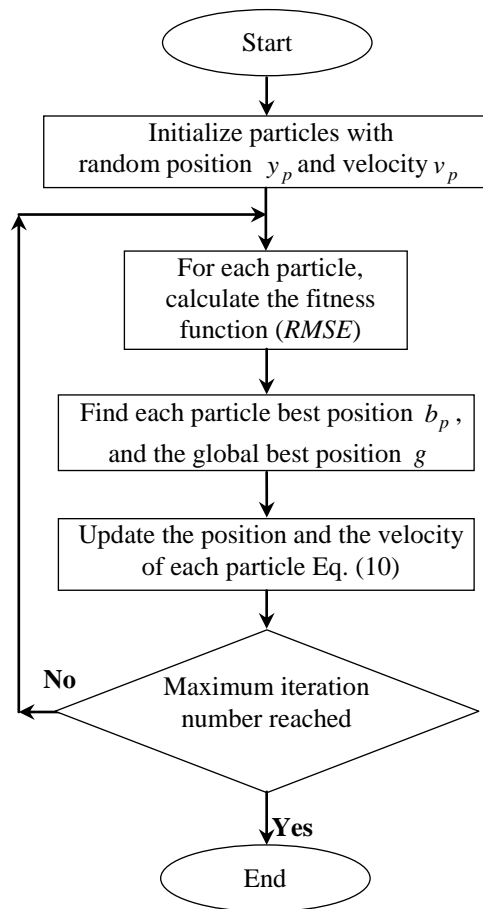 Start
Initialize particles with
random position y_p and velocity v_p
For each particle,
calculate the fitness
function (RMSE)
Find each particle best position b_p ,
and the global best position g
Update the position and the velocity
of each particle Eq. (10)
No
Maximum iteration
number reached
Yes
End